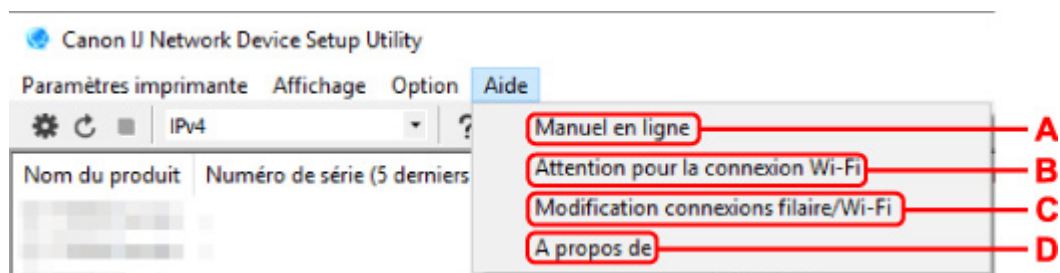 Canon IJ Network Device Setup Utility
Paramètres imprimante Affichage Option Aide
IPv4 ?
Manuel en ligne A
Attention pour la connexion Wi-Fi B
Nom du produit Numéro de série (5 derniers
Modification connexions filaire/Wi-Fi C
A propos de D